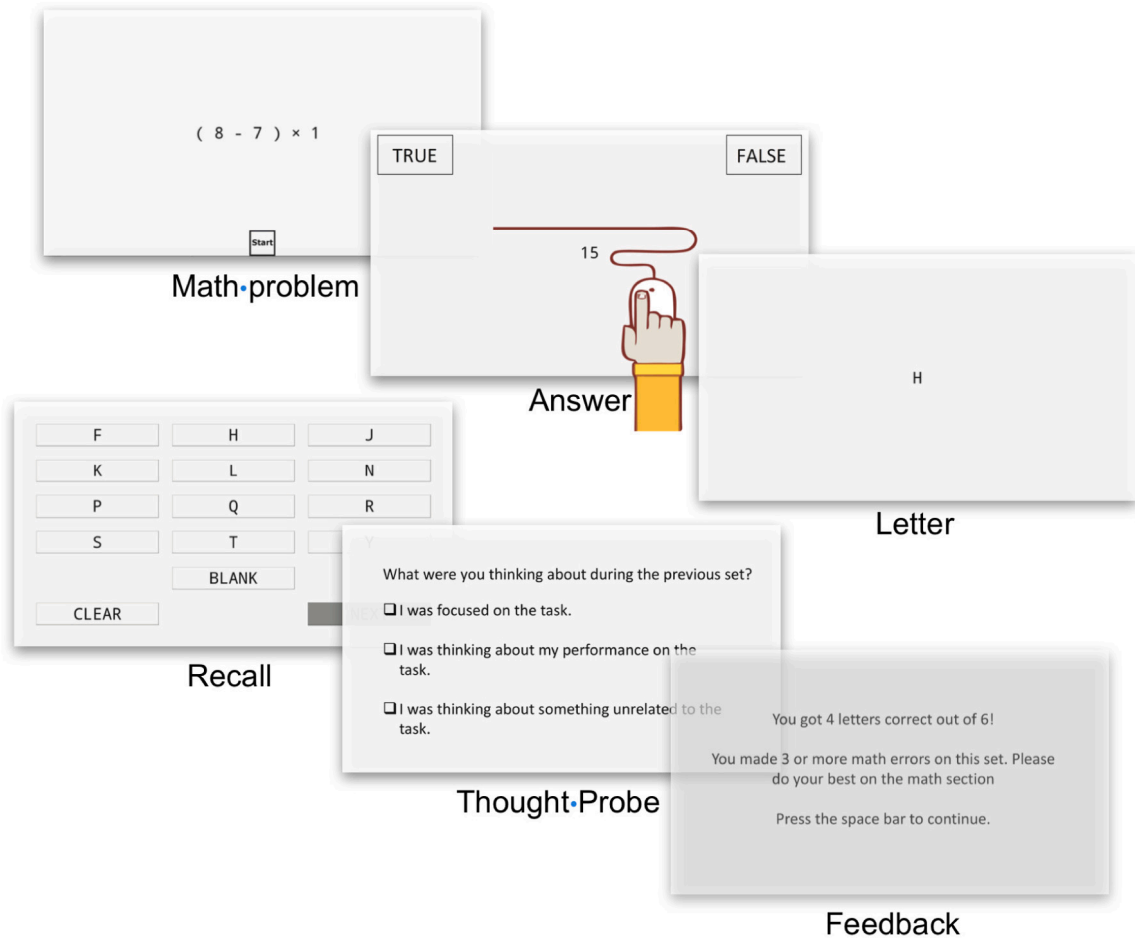 ( 8 - 7 ) × 1
Start
Math·problem
TRUE
FALSE
15
Answer
H
Letter
F H J
K L N
P Q R
S T Y
BLANK
CLEAR NEXT
Recall
What were you thinking about during the previous set?
❑ I was focused on the task.
❑ I was thinking about my performance on the
task.
❑ I was thinking about something unrelated to the
task.
Thought·Probe
You got 4 letters correct out of 6!
You made 3 or more math errors on this set. Please
do your best on the math section
Press the space bar to continue.
Feedback